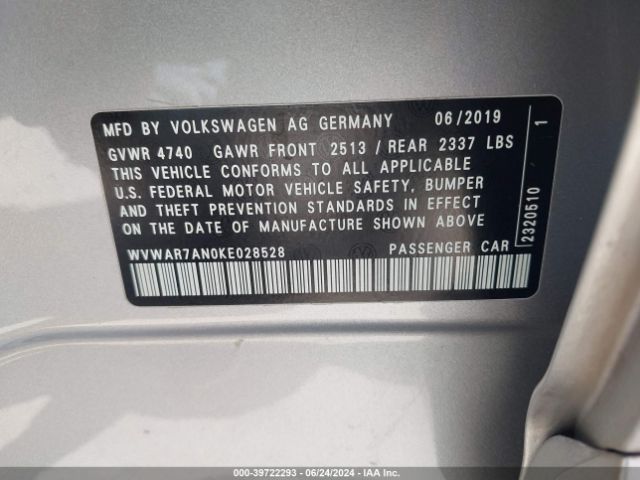 MFD BY VOLKSWAGEN AG GERMANY 06/2019
GVWR 4740 GAWR FRONT 2513 / REAR 2337 LBS
THIS VEHICLE CONFORMS TO ALL APPLICABLE
U.S. FEDERAL MOTOR VEHICLE SAFETY, BUMPER
AND THEFT PREVENTION STANDARDS IN EFFECT
ON THE DATE OF MANUFACTURE SHOWN ABOVE
WVWAR7AN0KE028528 PASSENGER CAR
2320510 1
000-39722293 - 06/24/2024 - IAA Inc.